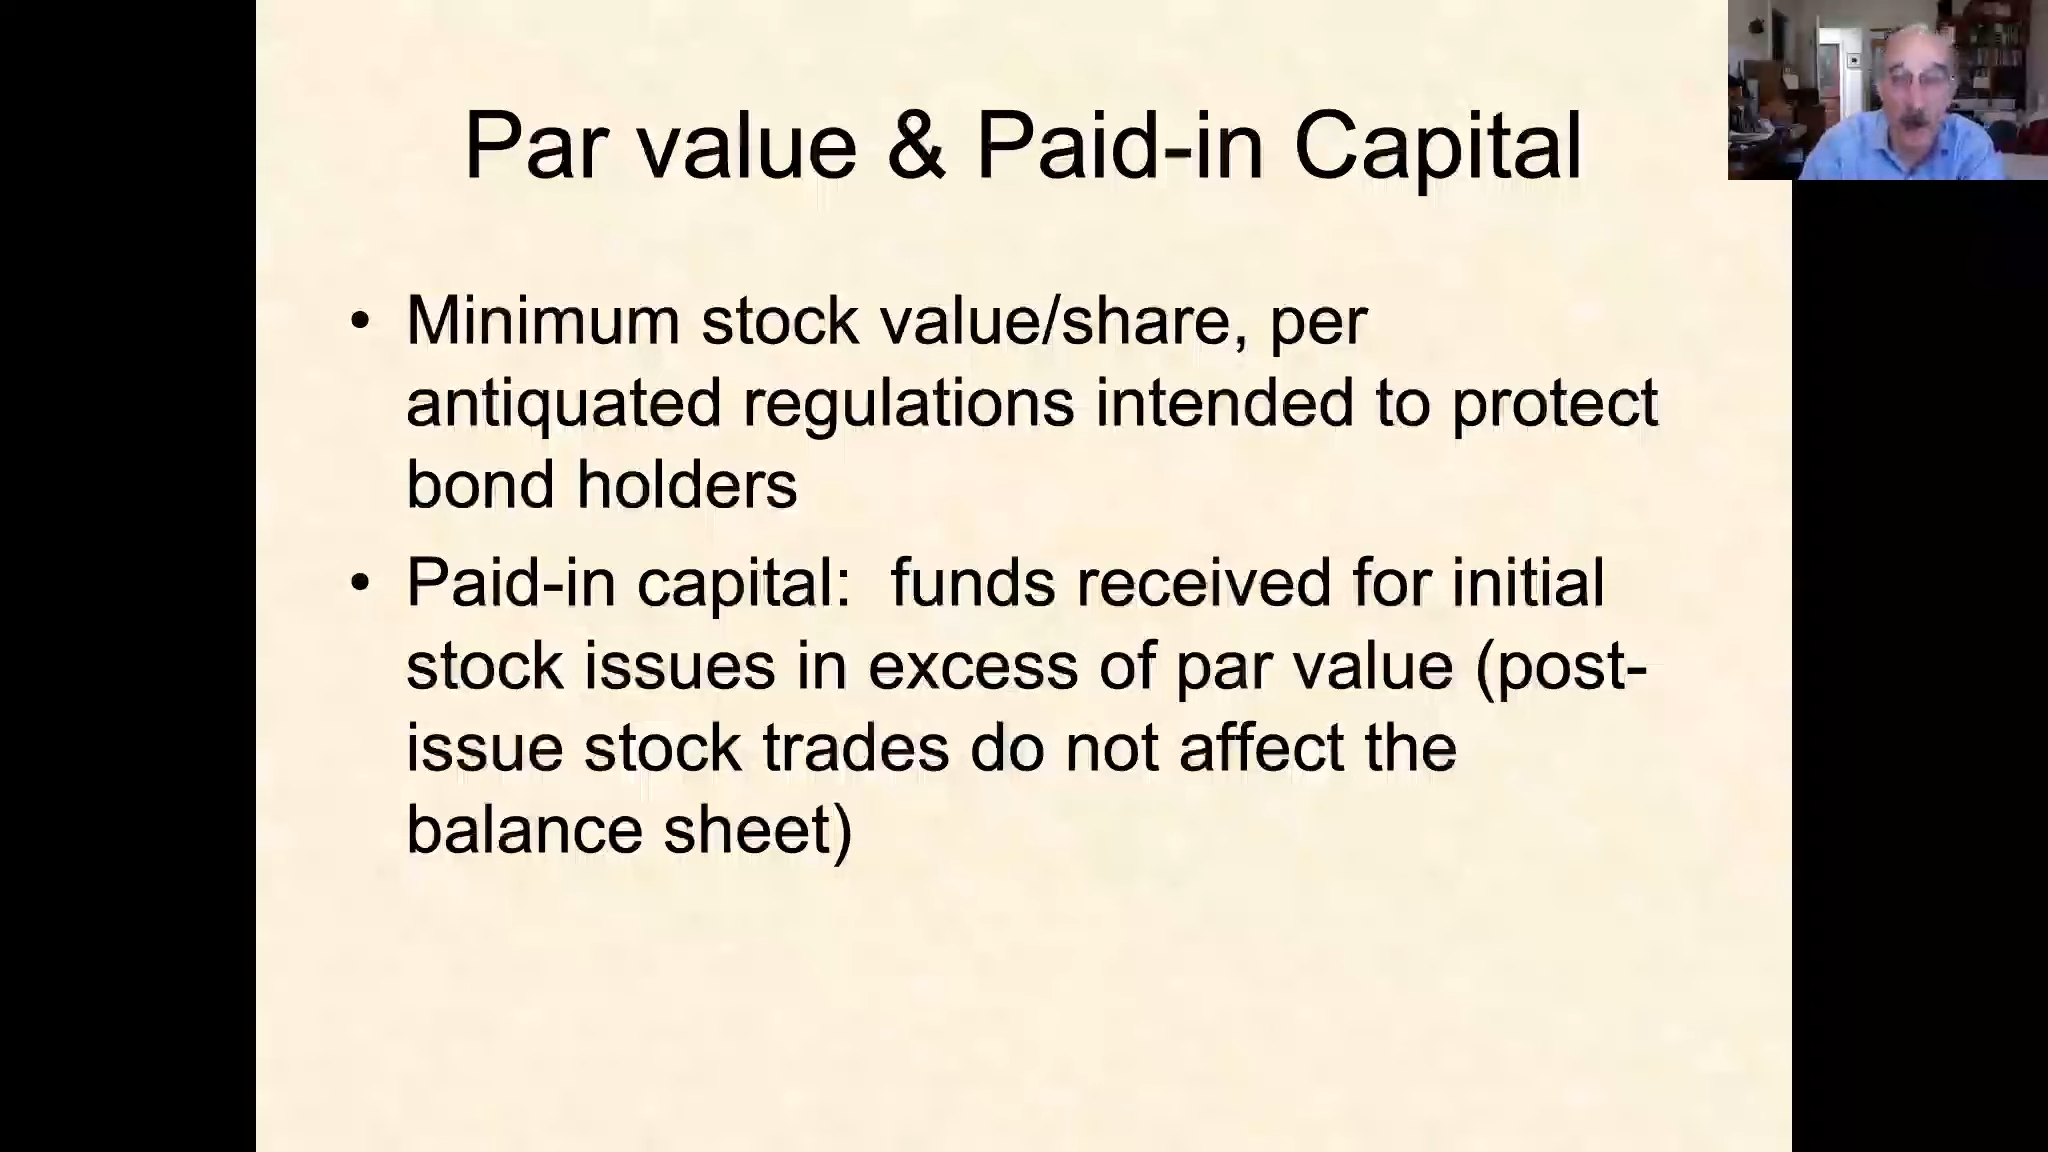 Par value & Paid-in Capital
• Minimum stock value/share, per
antiquated regulations intended to protect
bond holders
• Paid-in capital:  funds received for initial
stock issues in excess of par value (post-
issue stock trades do not affect the
balance sheet)